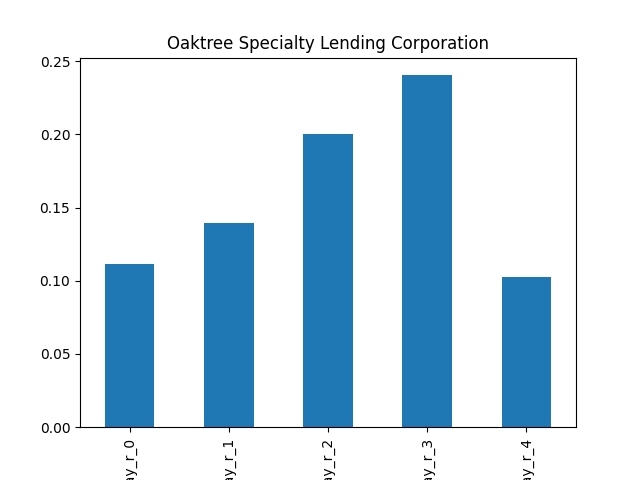 Oaktree Specialty Lending Corporation
0.25
0.20
0.15
0.10
0.05
0.00
ay_r_0
ay_r_1
ay_r_2
ay_r_3
ay_r_4